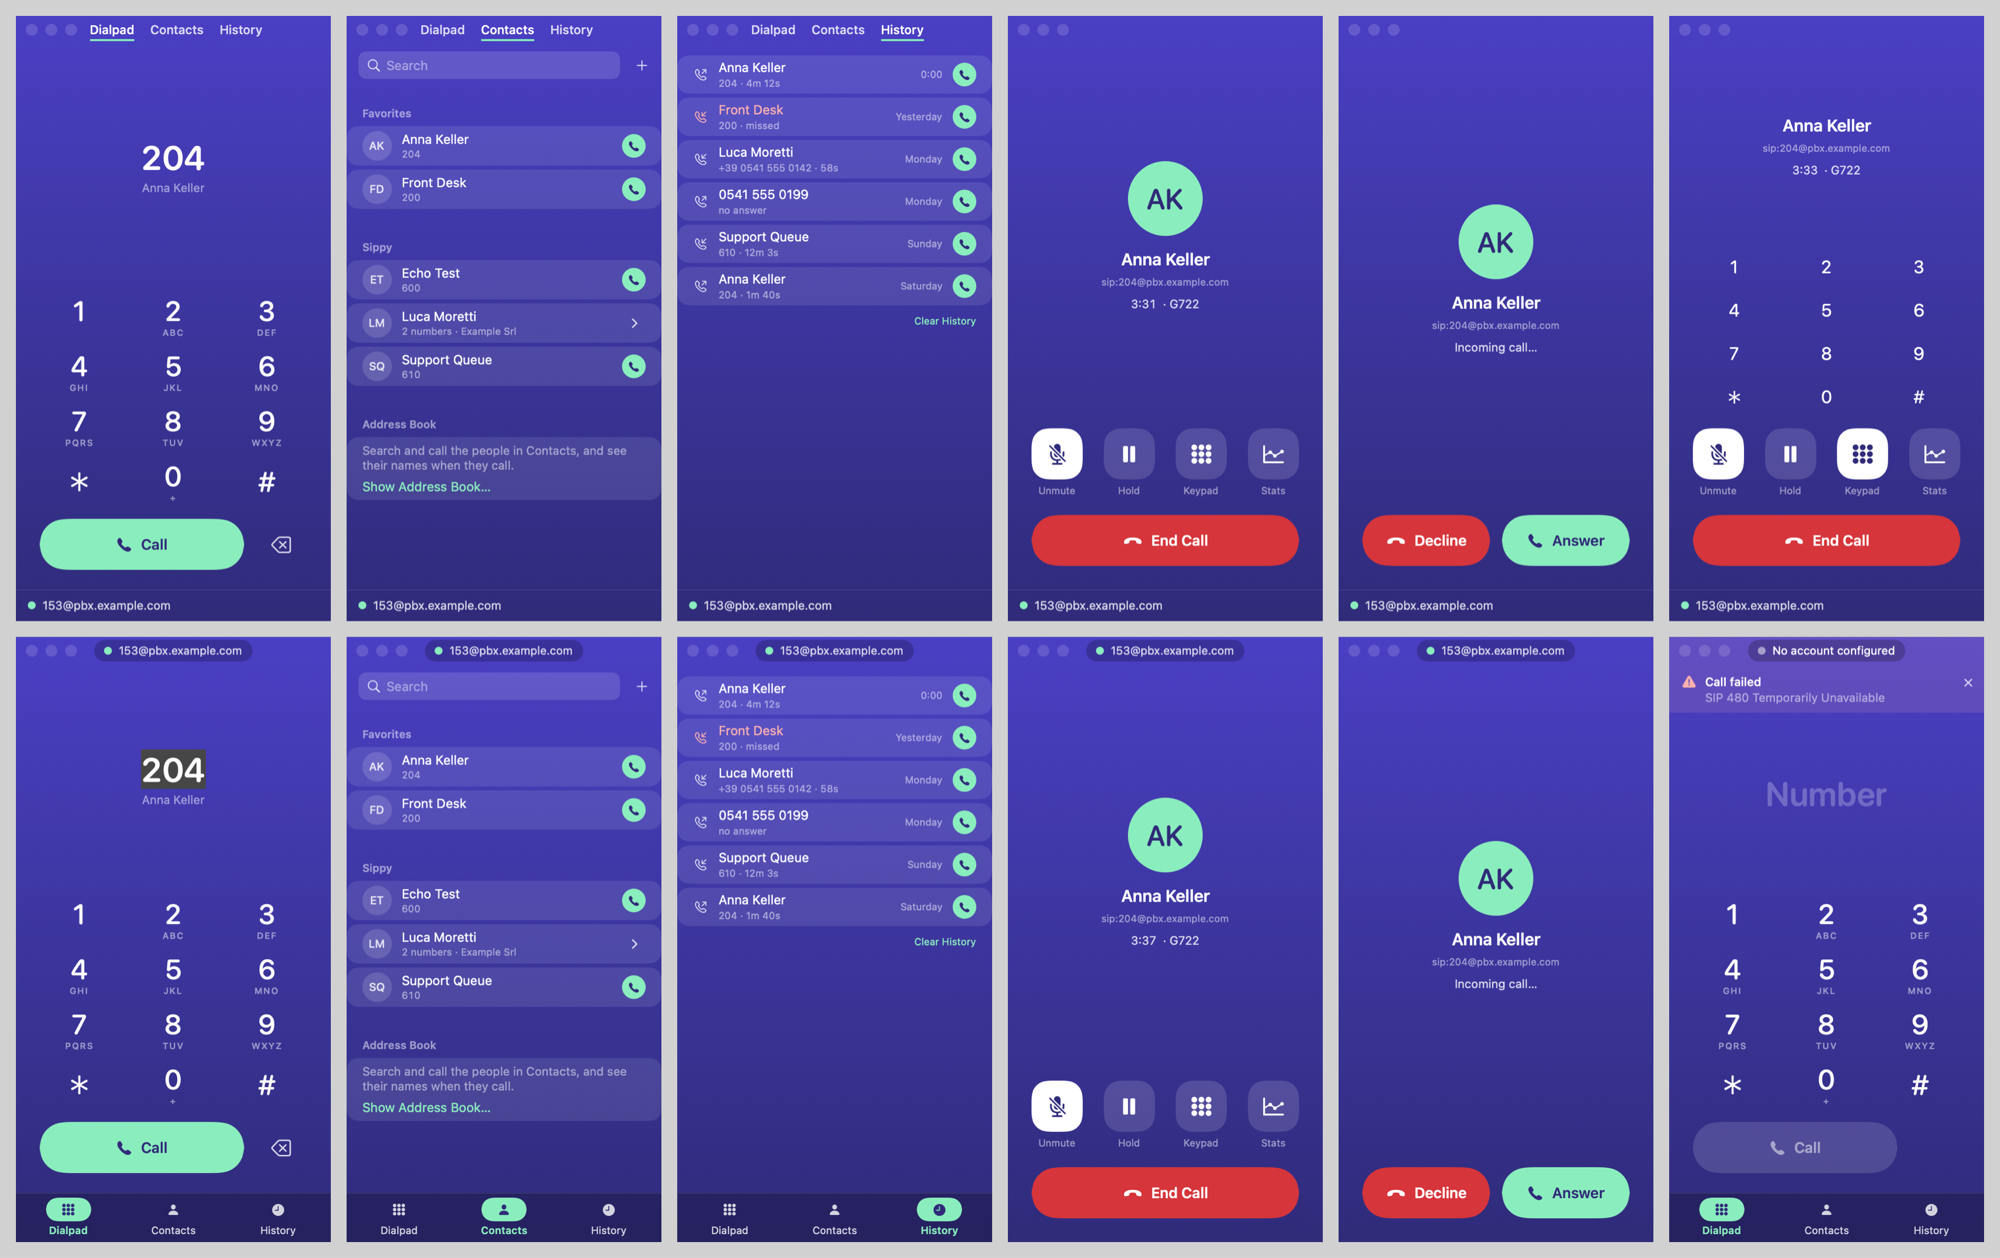 Dialpad Contacts History
204
Anna Keller
1 2 3
ABC DEF
4 5 6
GHI JKL MNO
7 8 9
PQRS TUV WXYZ
* 0 #
+
Call
153@pbx.example.com
Dialpad Contacts History
Search +
Favorites
AK Anna Keller
204
FD Front Desk
200
Sippy
ET Echo Test
600
LM Luca Moretti
2 numbers · Example Srl
SQ Support Queue
610
Address Book
Search and call the people in Contacts, and see
their names when they call.
Show Address Book...
153@pbx.example.com
Dialpad Contacts History
Anna Keller 0:00
204 · 4m 12s
Front Desk Yesterday
200 · missed
Luca Moretti Monday
+39 0541 555 0142 · 58s
0541 555 0199 Monday
no answer
Support Queue Sunday
610 · 12m 3s
Anna Keller Saturday
204 · 1m 40s
Clear History
153@pbx.example.com
AK
Anna Keller
sip:204@pbx.example.com
3:31 · G722
Unmute Hold Keypad Stats
End Call
153@pbx.example.com
AK
Anna Keller
sip:204@pbx.example.com
Incoming call...
Decline Answer
153@pbx.example.com
Anna Keller
sip:204@pbx.example.com
3:33 · G722
1 2 3
4 5 6
7 8 9
* 0 #
Unmute Hold Keypad Stats
End Call
153@pbx.example.com
153@pbx.example.com
204
Anna Keller
1 2 3
ABC DEF
4 5 6
GHI JKL MNO
7 8 9
PQRS TUV WXYZ
* 0 #
+
Call
Dialpad Contacts History
153@pbx.example.com
Search +
Favorites
AK Anna Keller
204
FD Front Desk
200
Sippy
ET Echo Test
600
LM Luca Moretti
2 numbers · Example Srl
SQ Support Queue
610
Address Book
Search and call the people in Contacts, and see
their names when they call.
Show Address Book...
Dialpad Contacts History
153@pbx.example.com
Anna Keller 0:00
204 · 4m 12s
Front Desk Yesterday
200 · missed
Luca Moretti Monday
+39 0541 555 0142 · 58s
0541 555 0199 Monday
no answer
Support Queue Sunday
610 · 12m 3s
Anna Keller Saturday
204 · 1m 40s
Clear History
Dialpad Contacts History
153@pbx.example.com
AK
Anna Keller
sip:204@pbx.example.com
3:37 · G722
Unmute Hold Keypad Stats
End Call
153@pbx.example.com
AK
Anna Keller
sip:204@pbx.example.com
Incoming call...
Decline Answer
No account configured
Call failed
SIP 480 Temporarily Unavailable
Number
1 2 3
ABC DEF
4 5 6
GHI JKL MNO
7 8 9
PQRS TUV WXYZ
* 0 #
+
Call
Dialpad Contacts History